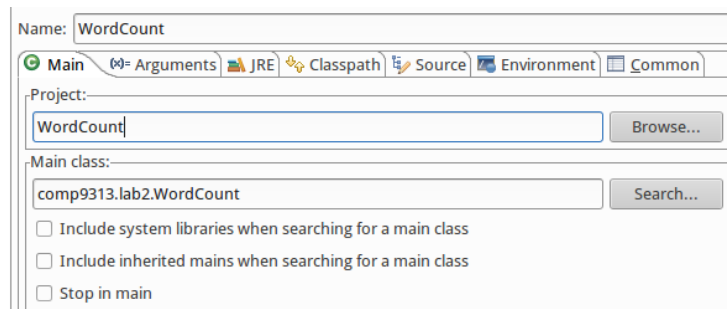 Name: WordCount
Main (x)= Arguments JRE Classpath Source Environment Common
Project:
WordCount Browse...
Main class:
comp9313.lab2.WordCount Search...
Include system libraries when searching for a main class
Include inherited mains when searching for a main class
Stop in main